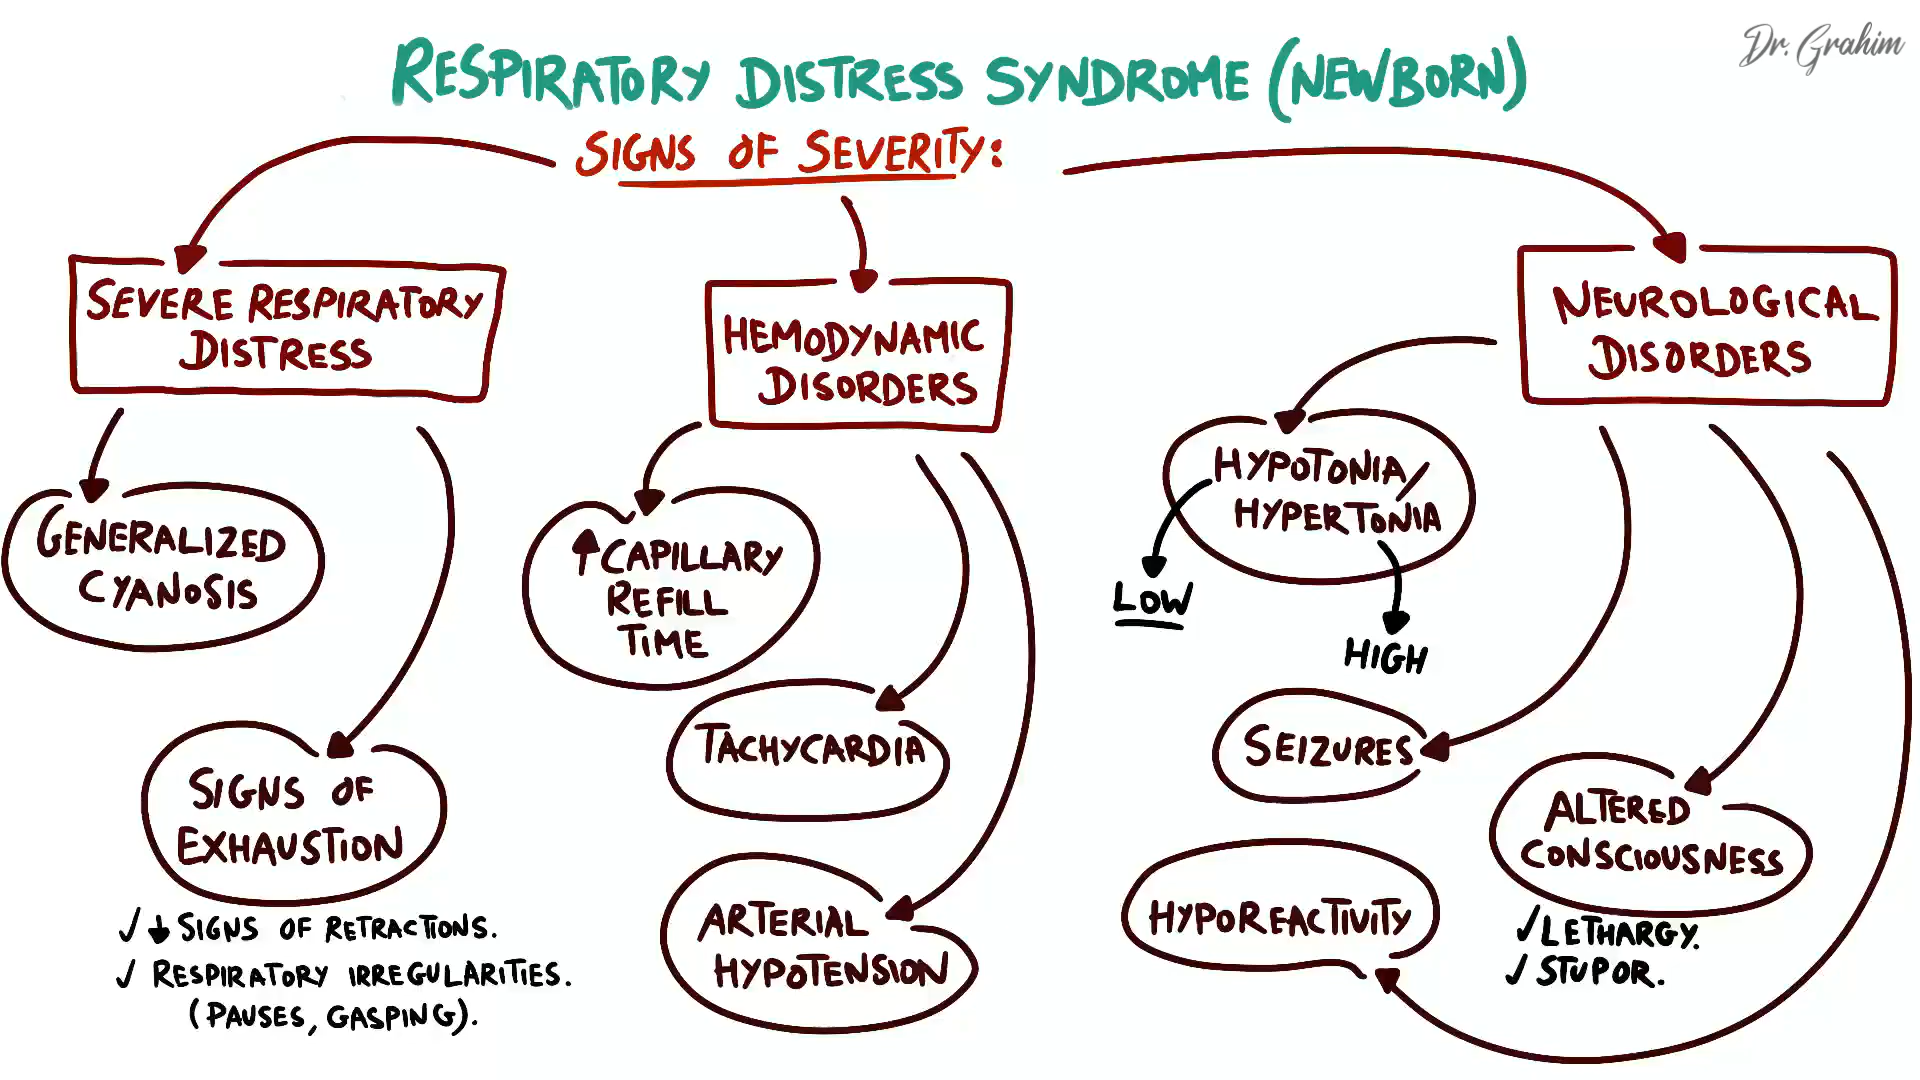 Dr. Grahim
RESPIRATORY DISTRESS SYNDROME (NEWBORN)
SIGNS OF SEVERITY:
SEVERE RESPIRATORY
DISTRESS
GENERALIZED
CYANOSIS
SIGNS OF
EXHAUSTION
✓ ↓ SIGNS OF RETRACTIONS.
✓ RESPIRATORY IRREGULARITIES.
(PAUSES, GASPING).
HEMODYNAMIC
DISORDERS
↑ CAPILLARY
REFILL
TIME
TACHYCARDIA
ARTERIAL
HYPOTENSION
NEUROLOGICAL
DISORDERS
HYPOTONIA/
HYPERTONIA
LOW
HIGH
SEIZURES
ALTERED
CONSCIOUSNESS
✓ LETHARGY.
✓ STUPOR.
HYPOREACTIVITY